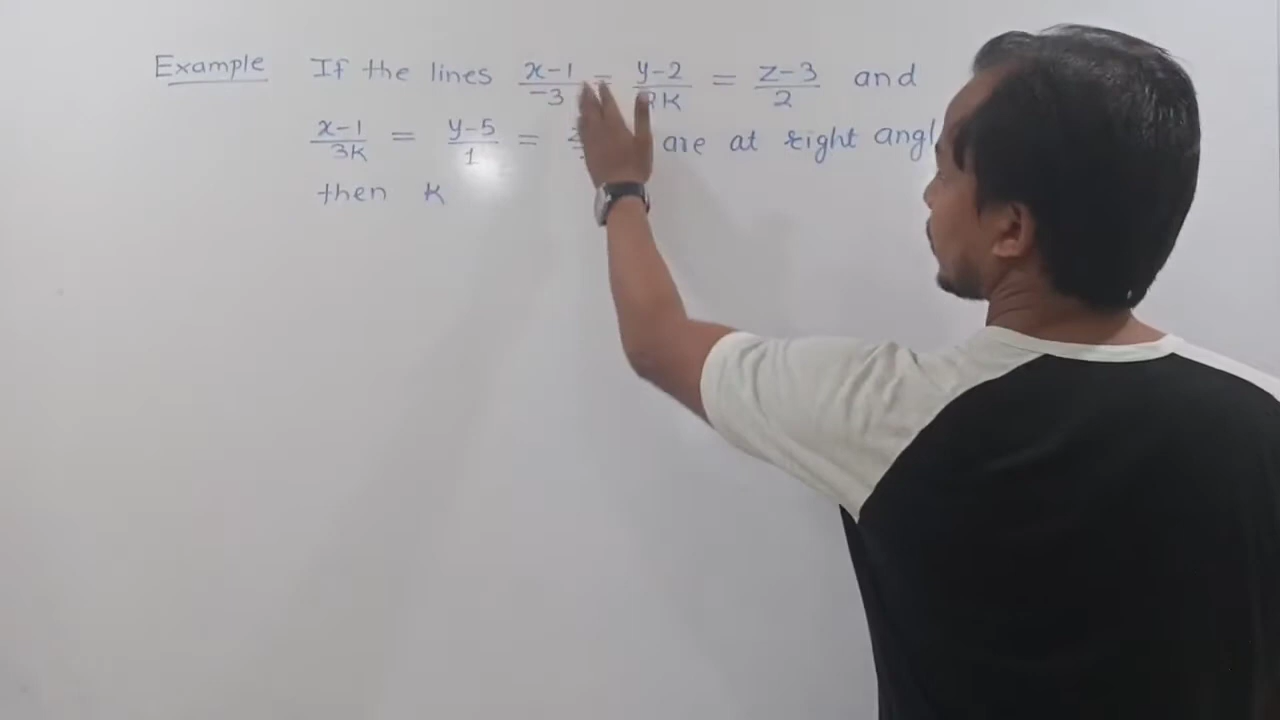 Example If the lines x-1/-3 = y-2/2K = z-3/2 and
x-1/3K = y-5/1 = are at right
then K